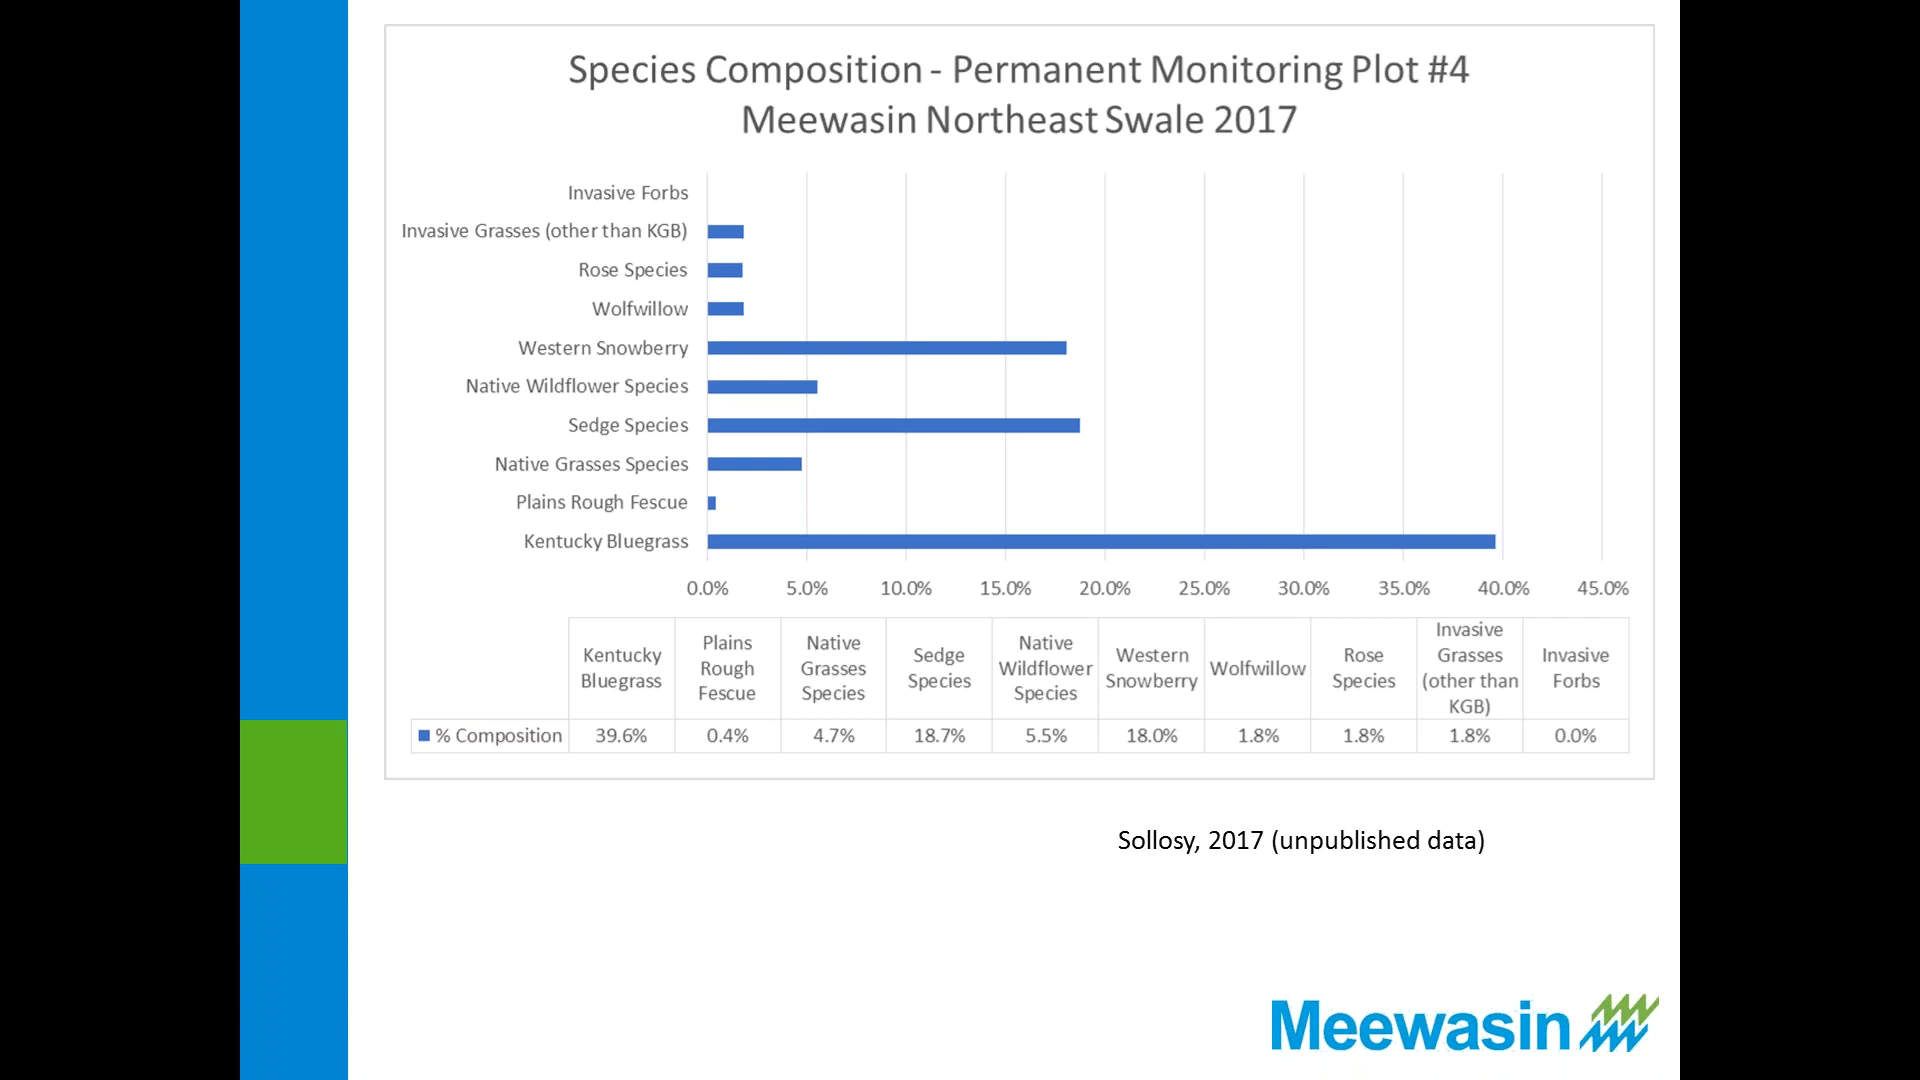 Species Composition - Permanent Monitoring Plot #4
Meewasin Northeast Swale 2017
Invasive Forbs
Invasive Grasses (other than KGB)
Rose Species
Wolfwillow
Western Snowberry
Native Wildflower Species
Sedge Species
Native Grasses Species
Plains Rough Fescue
Kentucky Bluegrass
0.0% 5.0% 10.0% 15.0% 20.0% 25.0% 30.0% 35.0% 40.0% 45.0%
Kentucky
Bluegrass
Plains
Rough
Fescue
Native
Grasses
Species
Sedge
Species
Native
Wildflower
Species
Western
Snowberry
Wolfwillow
Rose
Species
Invasive
Grasses
(other than
KGB)
Invasive
Forbs
% Composition 39.6% 0.4% 4.7% 18.7% 5.5% 18.0% 1.8% 1.8% 1.8% 0.0%
Sollosy, 2017 (unpublished data)
Meewasin